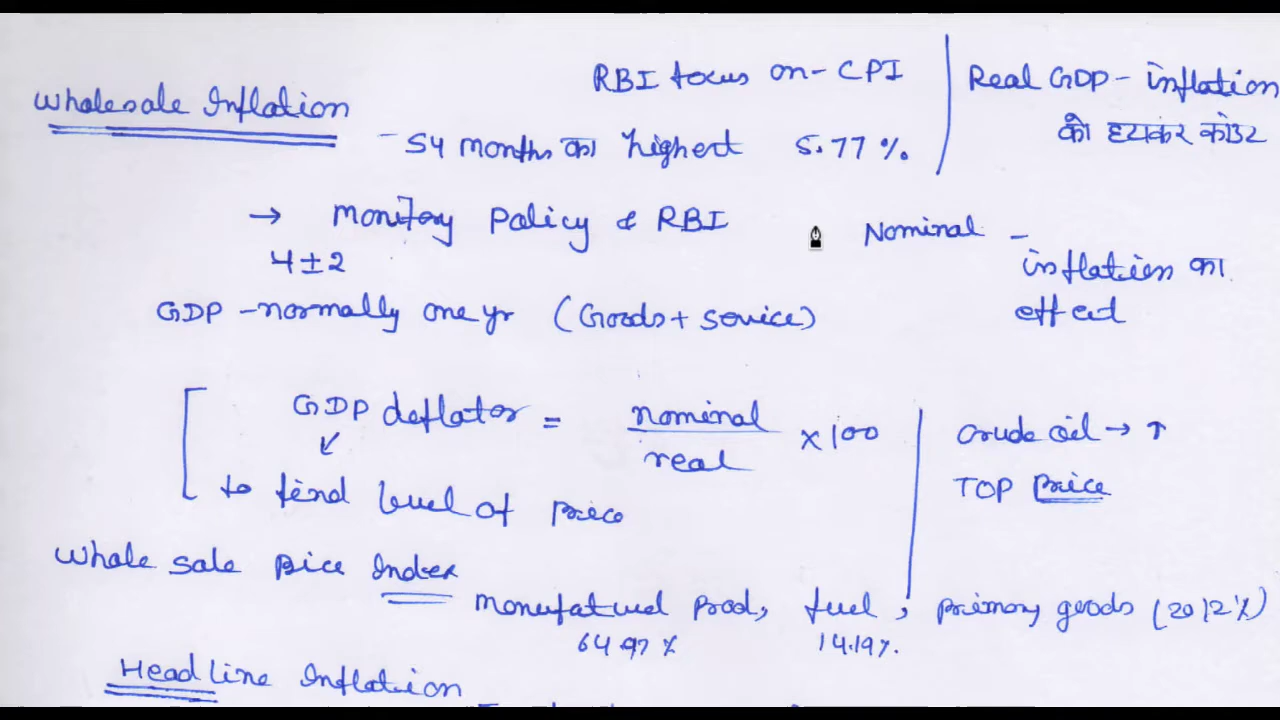 RBI focus on - CPI
Real GDP - inflation
को हटाकर काेउट
Wholesale Inflation
- 54 months का highest 5.77 %
→ monitory Policy & RBI
4 ± 2
Nominal -
inflation का
effect
GDP - normally one yr (Goods + service)
GDP deflator = nominal / real × 100
to find level of price
Crude oil → ↑
TOP Price
Whole sale Price Index
manufatued Prod, fuel, primary goods (20.12%)
64.97 % 14.19%.
Headline Inflation